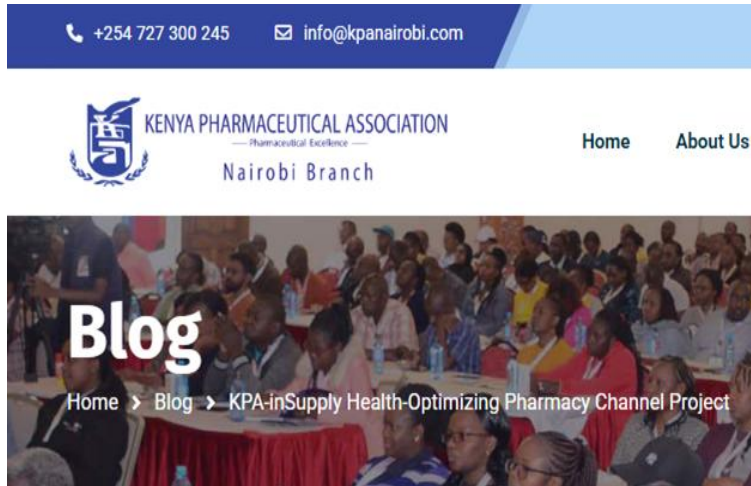 +254 727 300 245 info@kpanairobi.com
KENYA PHARMACEUTICAL ASSOCIATION
Pharmaceutical Excellence
Nairobi Branch
Home About Us
Blog
Home > Blog > KPA-inSupply Health-Optimizing Pharmacy Channel Project